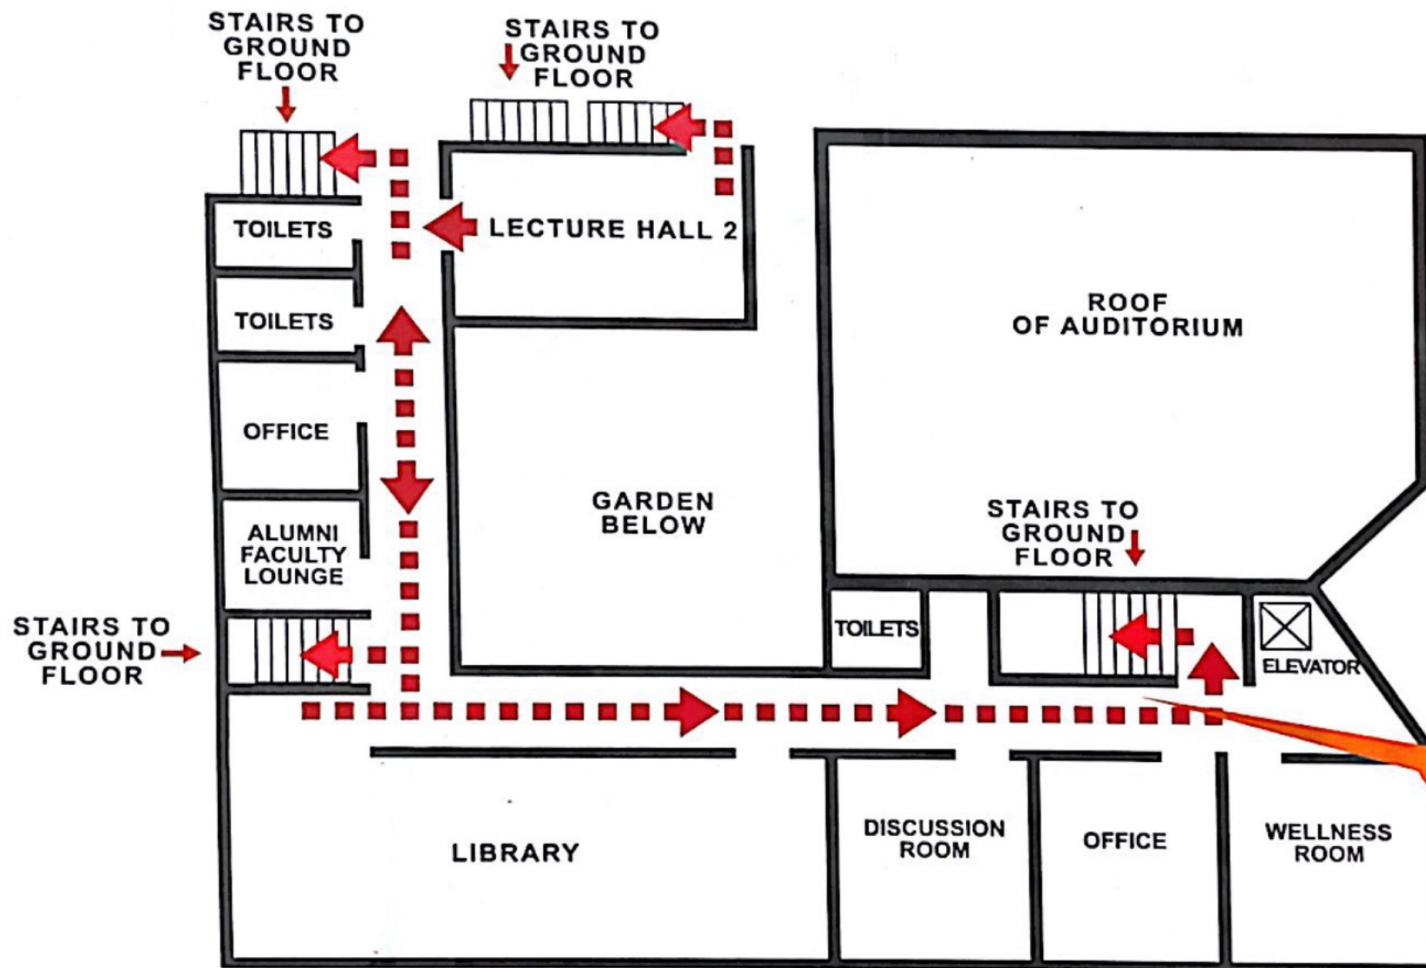 STAIRS TO
GROUND
FLOOR
STAIRS TO
GROUND
FLOOR
TOILETS
LECTURE HALL 2
TOILETS
ROOF
OF AUDITORIUM
OFFICE
GARDEN
BELOW
STAIRS TO
GROUND
FLOOR
ALUMNI
FACULTY
LOUNGE
STAIRS TO
GROUND
FLOOR
TOILETS
ELEVATOR
LIBRARY
DISCUSSION
ROOM
OFFICE
WELLNESS
ROOM